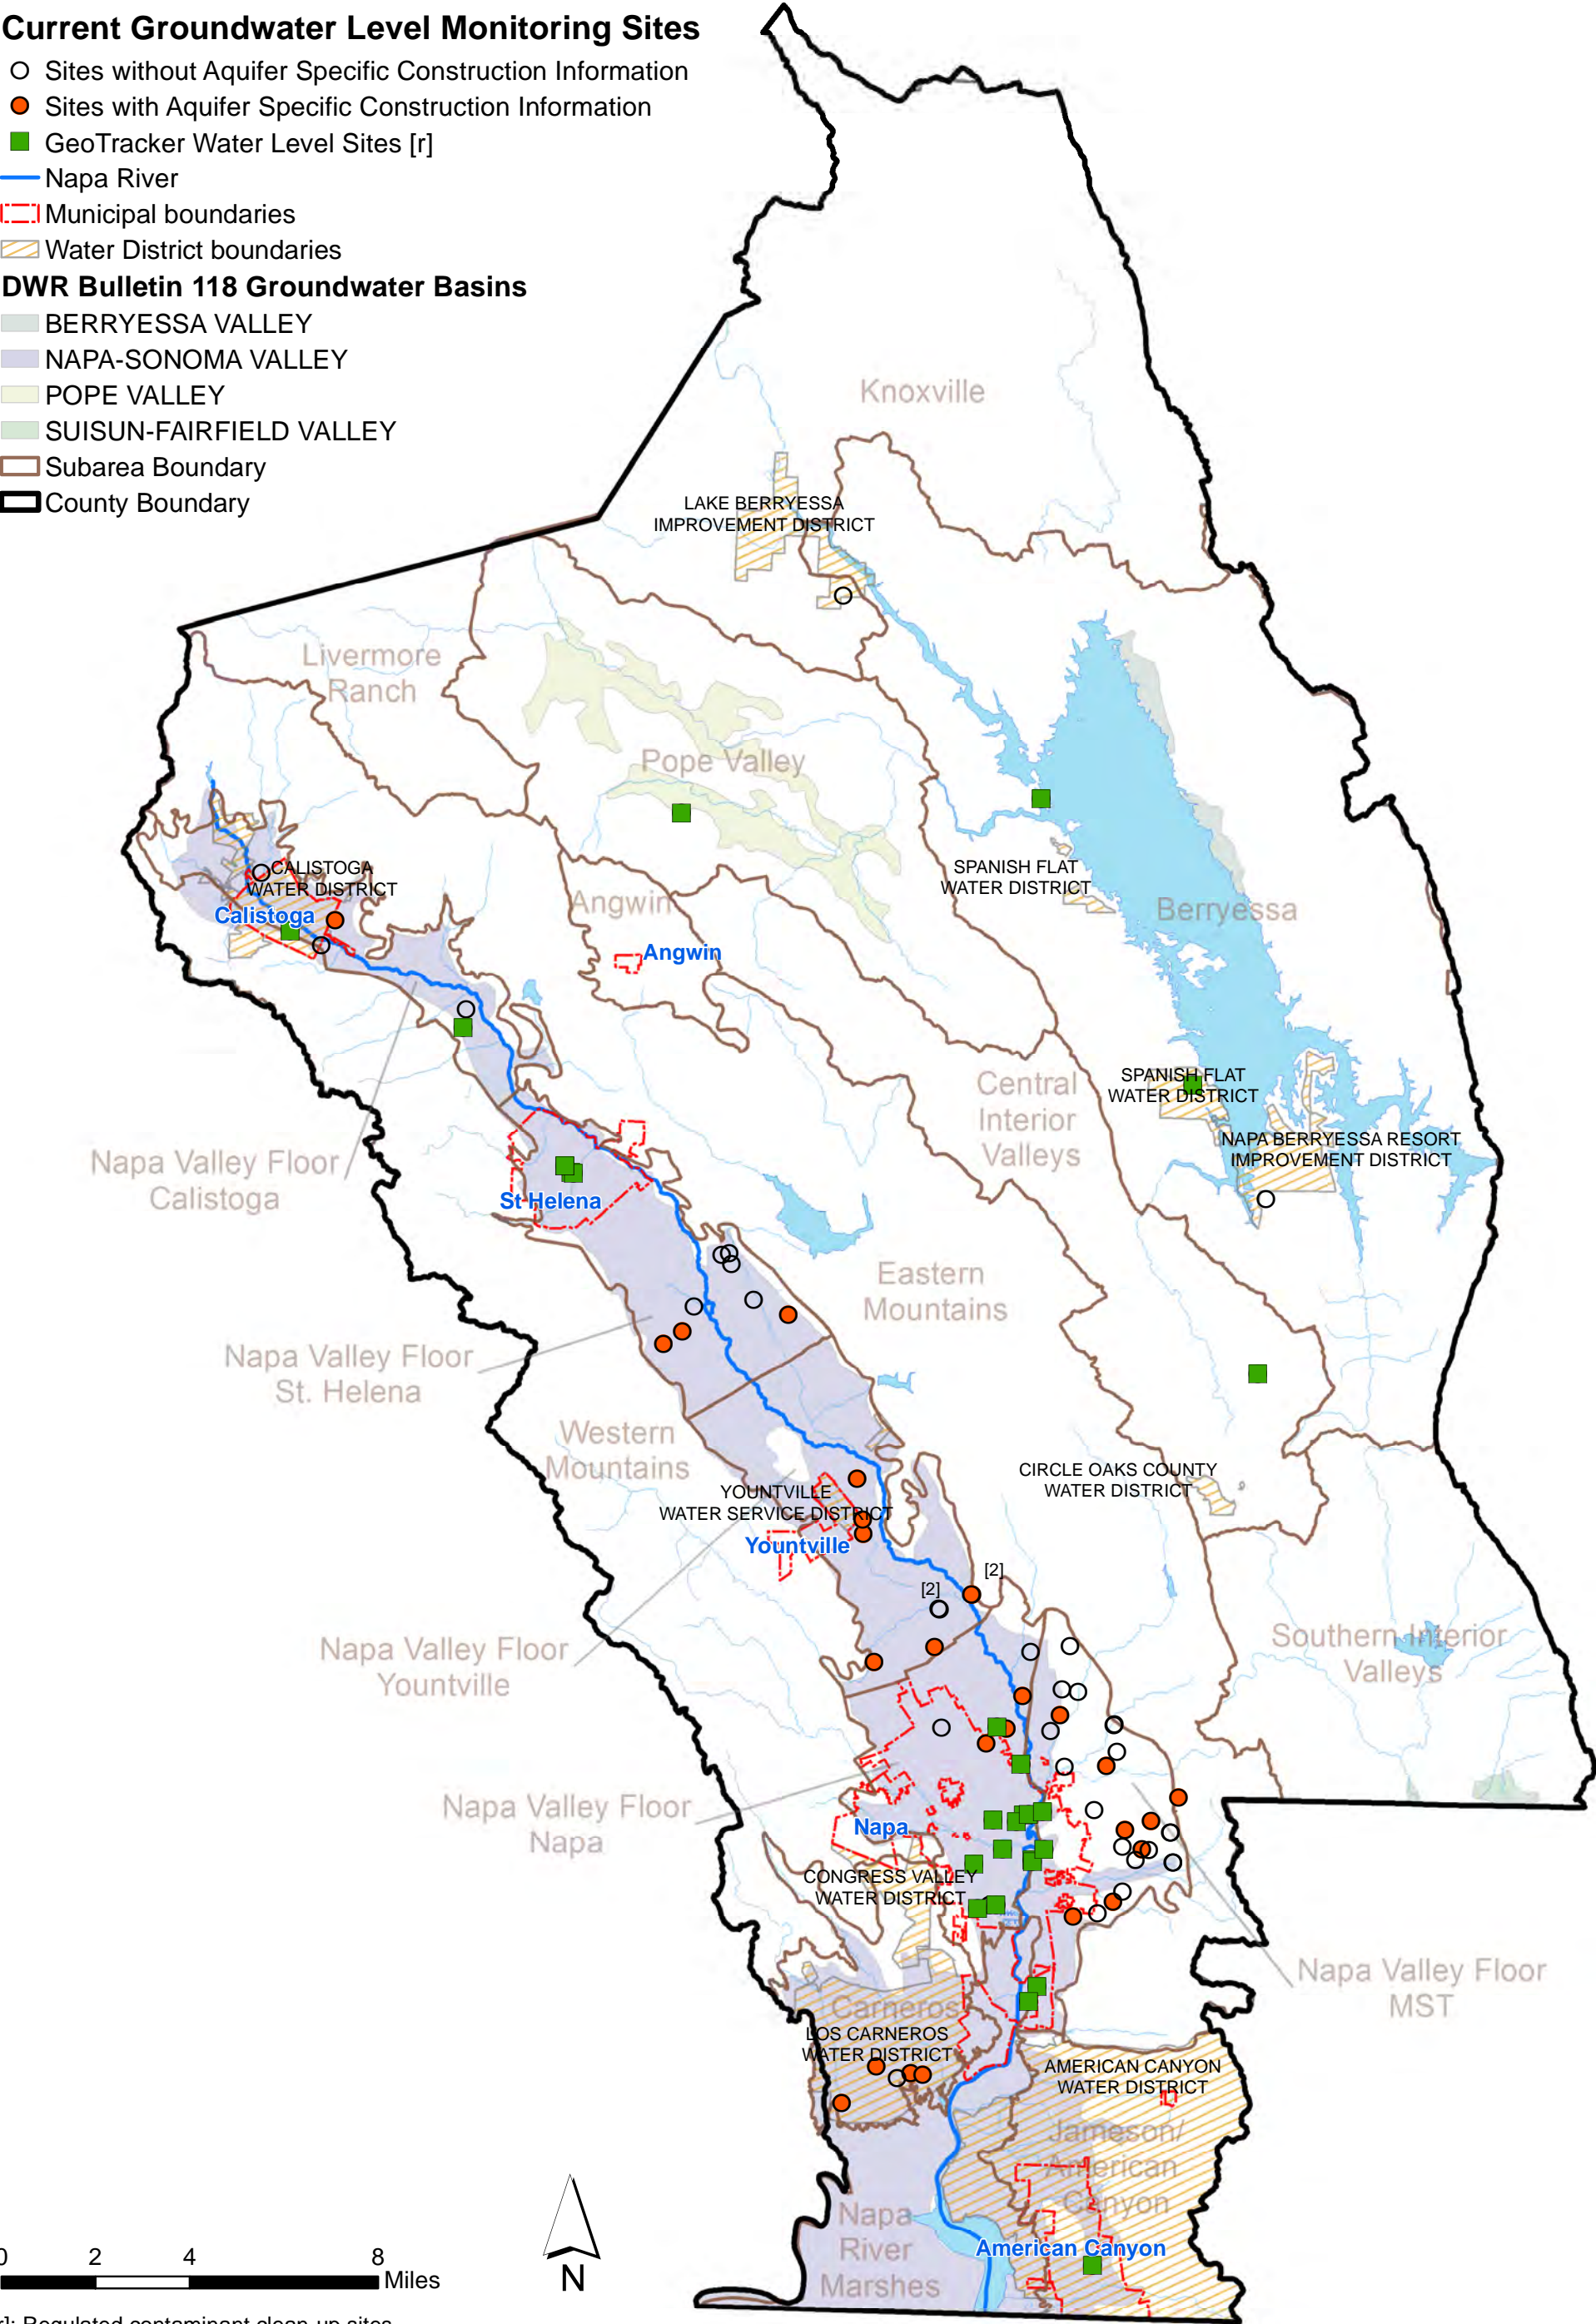 Current Groundwater Level Monitoring Sites
Sites without Aquifer Specific Construction Information
Sites with Aquifer Specific Construction Information
GeoTracker Water Level Sites [r]
Napa River
Municipal boundaries
Water District boundaries
DWR Bulletin 118 Groundwater Basins
BERRYESSA VALLEY
NAPA-SONOMA VALLEY
POPE VALLEY
SUISUN-FAIRFIELD VALLEY
Subarea Boundary
County Boundary
Knoxville
LAKE BERRYESSA
IMPROVEMENT DISTRICT
Livermore
Ranch
Pope Valley
CALISTOGA
WATER DISTRICT
Calistoga
SPANISH FLAT
WATER DISTRICT
Angwin
Berryessa
Angwin
Central
Interior
Valleys
SPANISH FLAT
WATER DISTRICT
NAPA BERRYESSA RESORT
IMPROVEMENT DISTRICT
Napa Valley Floor
Calistoga
St Helena
Eastern
Mountains
Napa Valley Floor
St. Helena
Western
Mountains
CIRCLE OAKS COUNTY
WATER DISTRICT
YOUNTVILLE
WATER SERVICE DISTRICT
Yountville
[2]
[2]
Napa Valley Floor
Yountville
Southern Interior
Valleys
Napa Valley Floor
Napa
Napa
CONGRESS VALLEY
WATER DISTRICT
Napa Valley Floor
MST
Carneros
LOS CARNEROS
WATER DISTRICT
AMERICAN CANYON
WATER DISTRICT
Jameson/
American
Canyon
Napa
River
Marshes
American Canyon
0 2 4 8
Miles
N
r]: Regulated contaminant clean-up sites